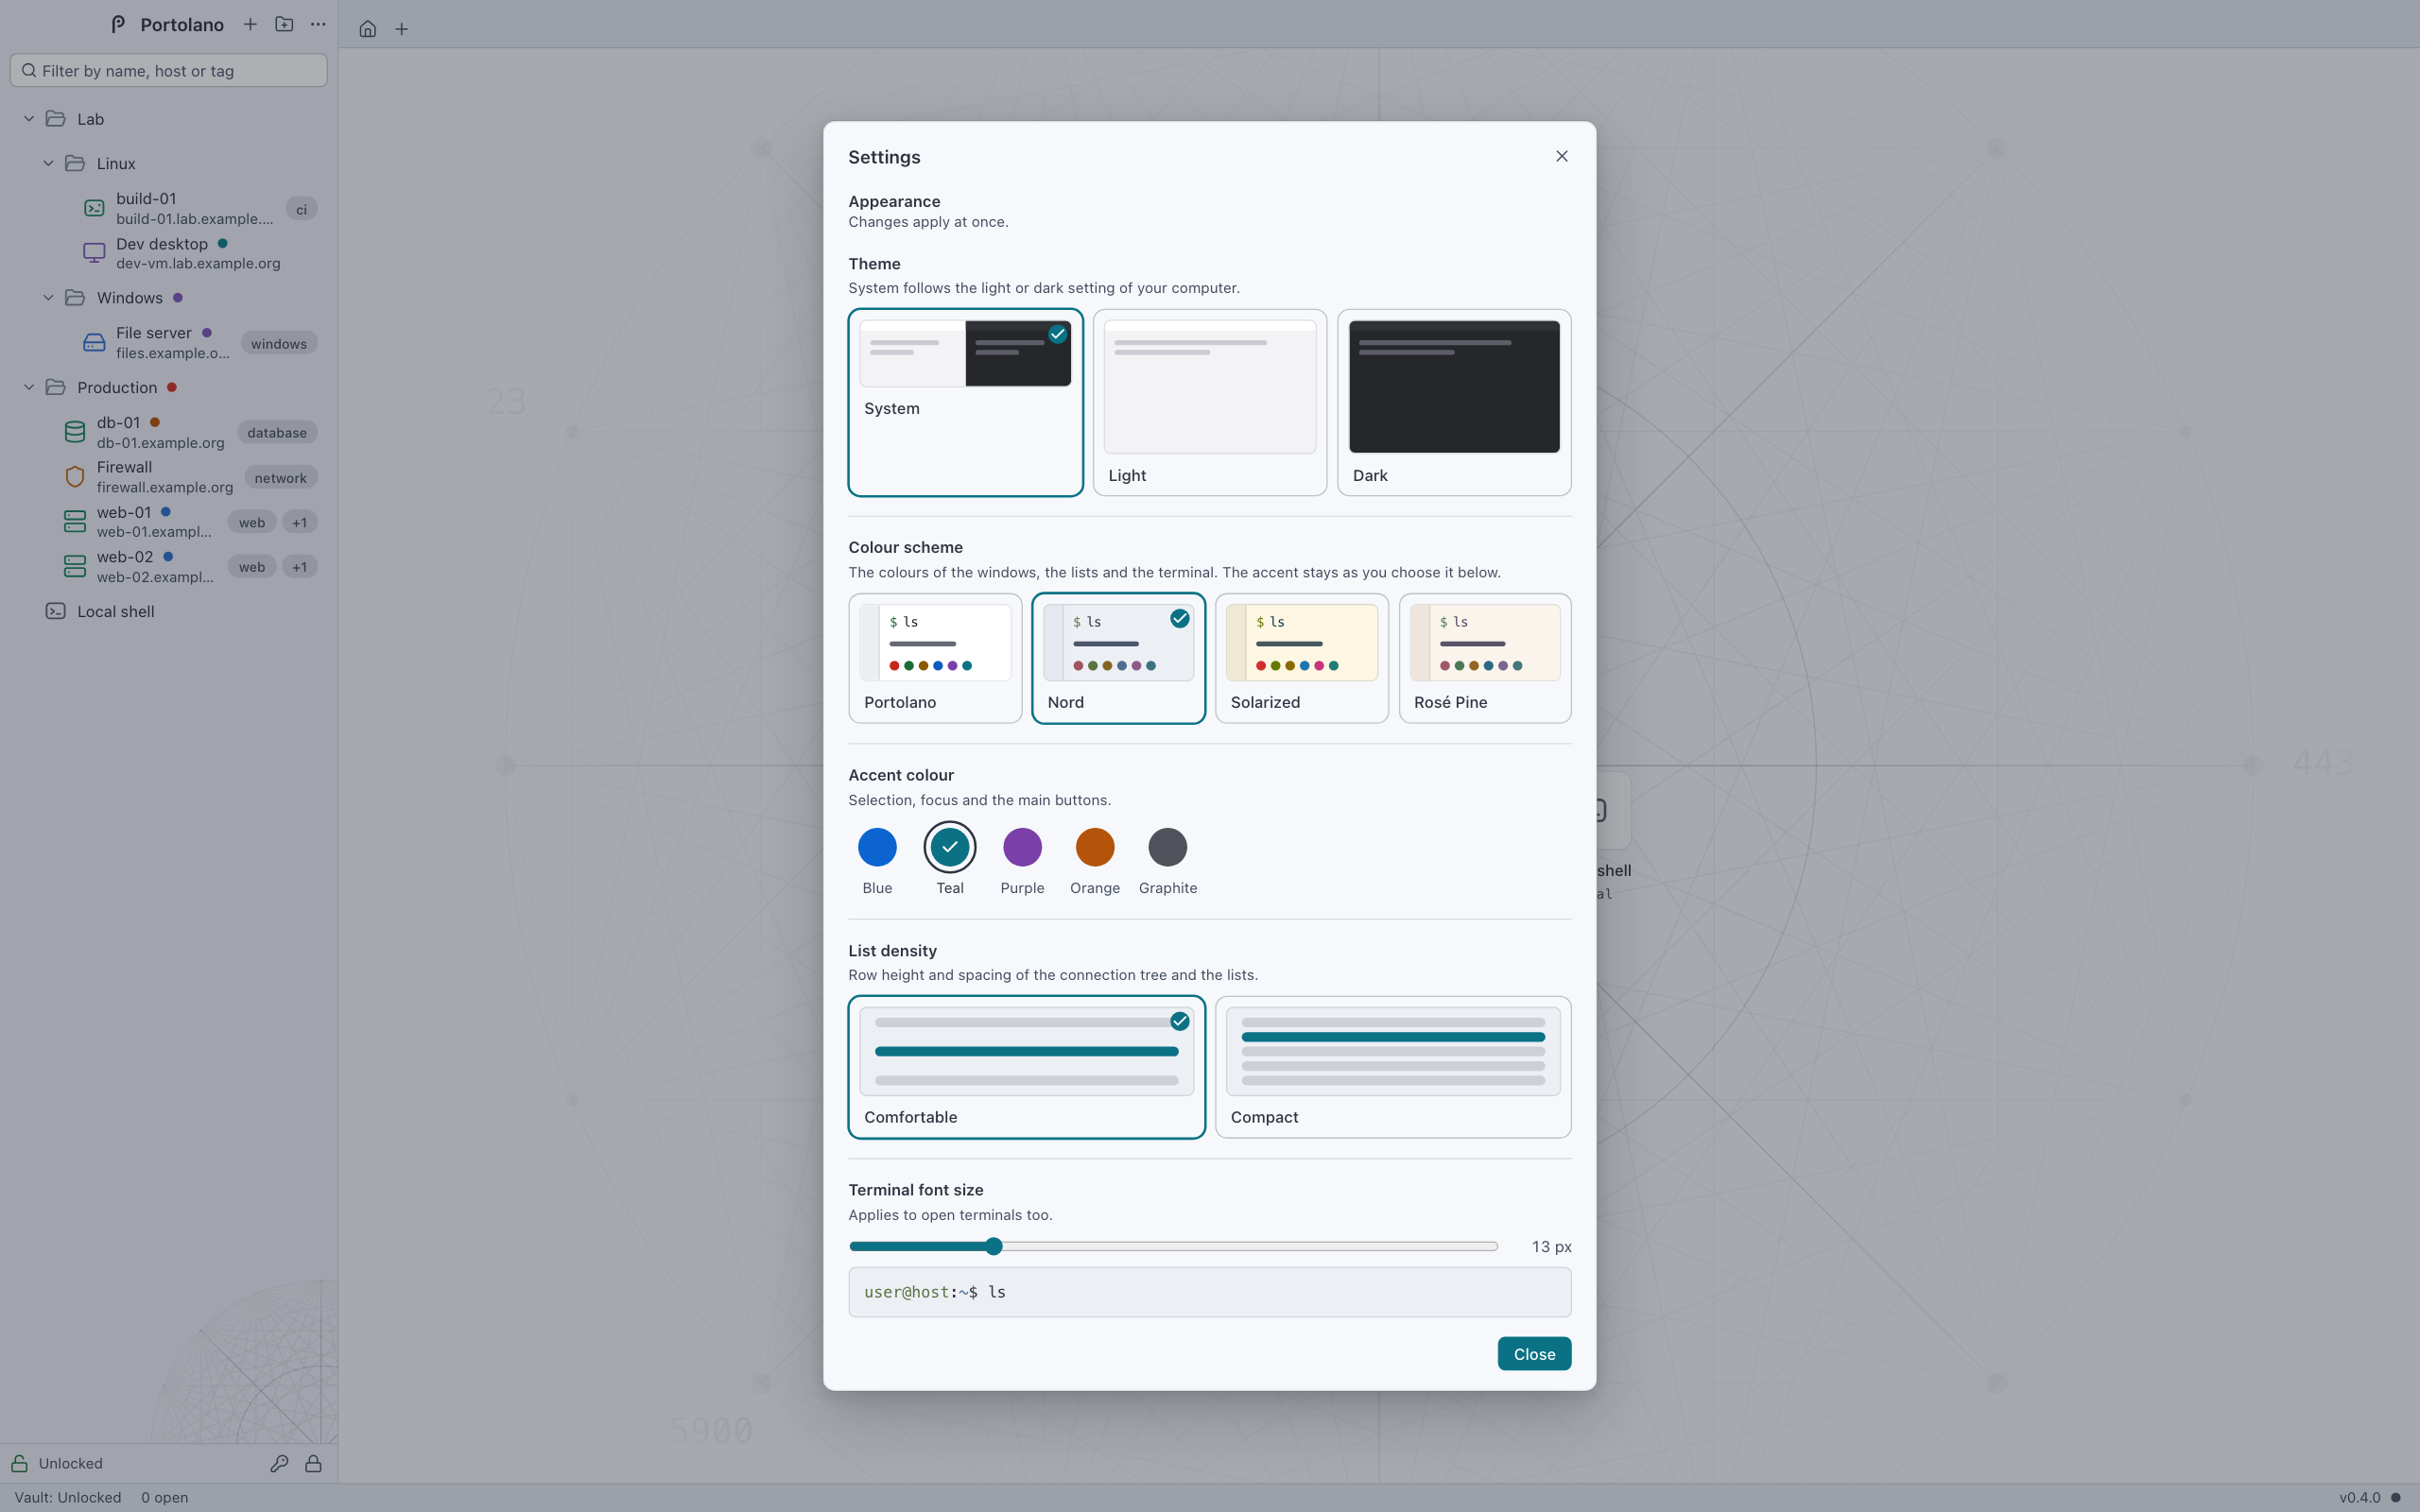 Portolano
Filter by name, host or tag
Lab
Linux
build-01
build-01.lab.example....
ci
Dev desktop
dev-vm.lab.example.org
Windows
File server
files.example.o...
windows
Production
db-01
db-01.example.org
database
Firewall
firewall.example.org
network
web-01
web-01.exampl...
web +1
web-02
web-02.exampl...
web +1
Local shell
Unlocked
Vault: Unlocked 0 open
23
5900
443
shell
al
v0.4.0
Settings
Appearance
Changes apply at once.
Theme
System follows the light or dark setting of your computer.
System
Light
Dark
Colour scheme
The colours of the windows, the lists and the terminal. The accent stays as you choose it below.
$ ls
Portolano
$ ls
Nord
$ ls
Solarized
$ ls
Rosé Pine
Accent colour
Selection, focus and the main buttons.
Blue
Teal
Purple
Orange
Graphite
List density
Row height and spacing of the connection tree and the lists.
Comfortable
Compact
Terminal font size
Applies to open terminals too.
13 px
user@host:~$ ls
Close